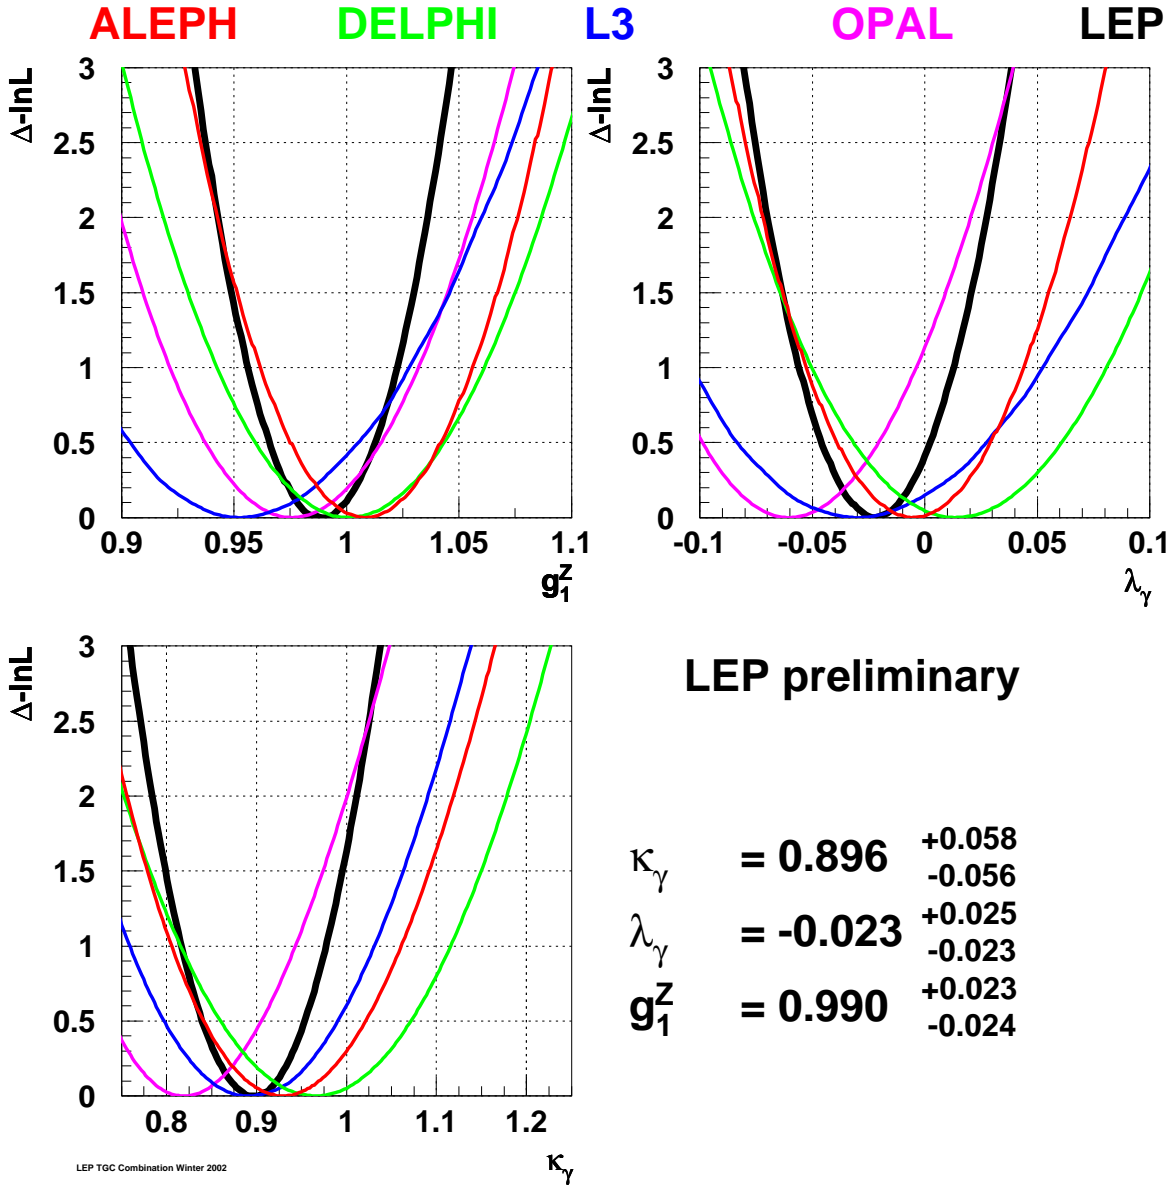 ALEPH DELPHI L3 OPAL LEP
Δ-lnL
3
2.5
2
1.5
1
0.5
0
0.9 0.95 1 1.05 1.1
g₁ᶻ
Δ-lnL
3
2.5
2
1.5
1
0.5
0
-0.1 -0.05 0 0.05 0.1
λᵧ
Δ-lnL
3
2.5
2
1.5
1
0.5
0
0.8 0.9 1 1.1 1.2
κᵧ
LEP preliminary
κᵧ = 0.896 +0.058 -0.056
λᵧ = -0.023 +0.025 -0.023
g₁ᶻ = 0.990 +0.023 -0.024
LEP TGC Combination Winter 2002